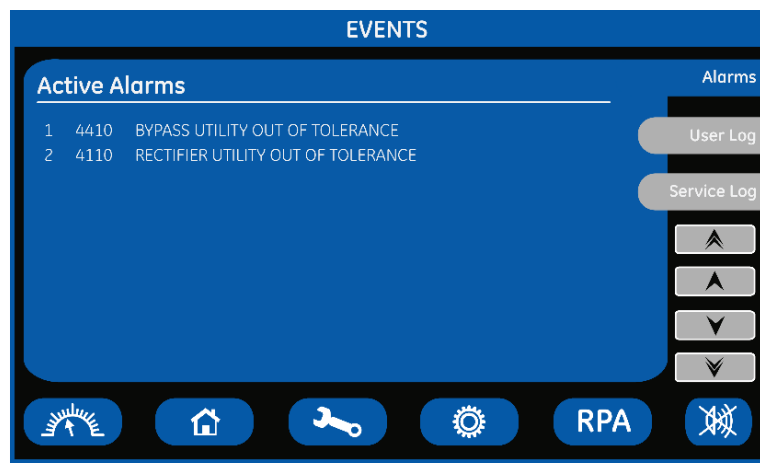 EVENTS
Active Alarms
Alarms
1 4410 BYPASS UTILITY OUT OF TOLERANCE
2 4110 RECTIFIER UTILITY OUT OF TOLERANCE
User Log
Service Log
RPA